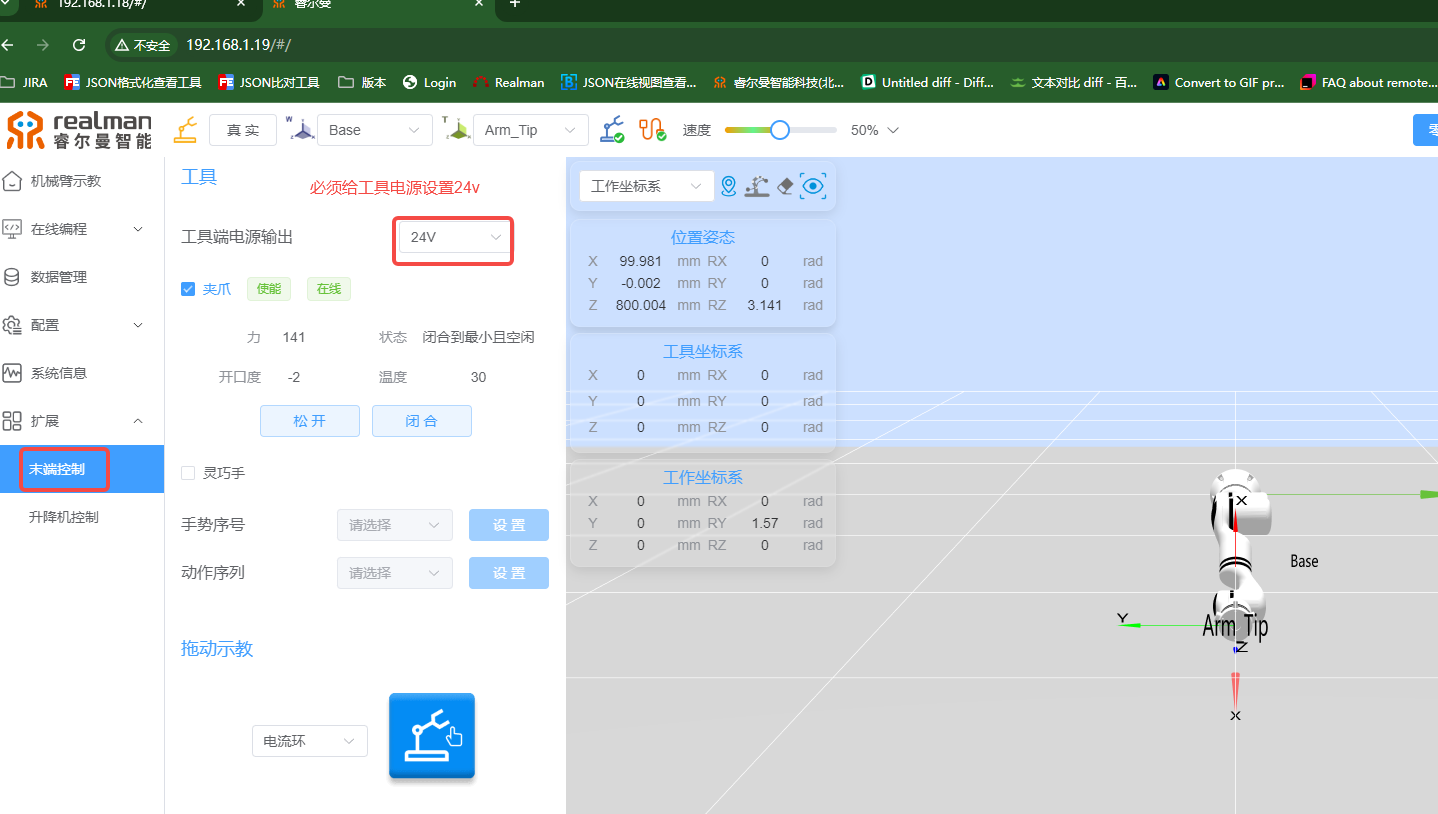 192.168.1.18/#/
睿尔曼
不安全 192.168.1.19/#/
JIRA JSON格式化查看工具 JSON比对工具 版本 Login Realman JSON在线视图查看... 睿尔曼智能科技(北... Untitled diff - Diff... 文本对比 diff - 百... Convert to GIF pr... FAQ about remote...
realman
睿尔曼智能
真 实
W
Base
T
Arm_Tip
速度
50%
零
机械臂示教
在线编程
数据管理
配置
系统信息
扩展
末端控制
升降机控制
工具
必须给工具电源设置24v
工具端电源输出
24V
夹爪 使能 在线
力 141 状态 闭合到最小且空闲
开口度 -2 温度 30
松 开 闭 合
灵巧手
手势序号 请选择 设 置
动作序列 请选择 设 置
拖动示教
电流环
工作坐标系
位置姿态
X 99.981 mm RX 0 rad
Y -0.002 mm RY 0 rad
Z 800.004 mm RZ 3.141 rad
工具坐标系
X 0 mm RX 0 rad
Y 0 mm RY 0 rad
Z 0 mm RZ 0 rad
工作坐标系
X 0 mm RX 0 rad
Y 0 mm RY 1.57 rad
Z 0 mm RZ 0 rad
X
Base
Y
Arm Tip
Z
X